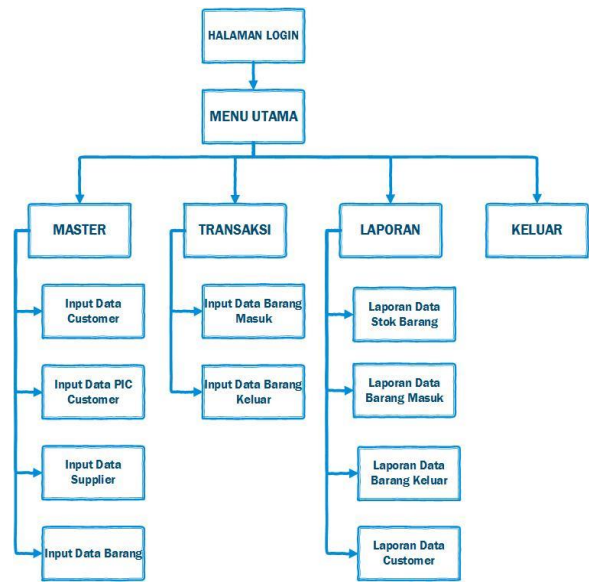 HALAMAN LOGIN
MENU UTAMA
MASTER
TRANSAKSI
LAPORAN
KELUAR
Input Data
Customer
Input Data PIC
Customer
Input Data
Supplier
Input Data Barang
Input Data Barang
Masuk
Input Data Barang
Keluar
Laporan Data
Stok Barang
Laporan Data
Barang Masuk
Laporan Data
Barang Keluar
Laporan Data
Customer